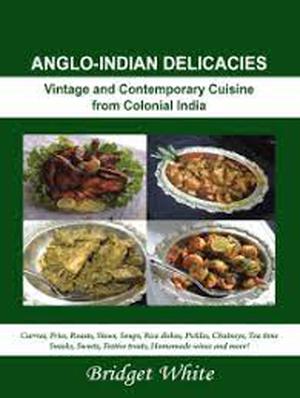 ANGLO-INDIAN DELICACIES
Vintage and Contemporary Cuisine
from Colonial India
Curries, Fries, Roasts, Stews, Soups, Rice dishes, Pickles, Chutneys, Tea time
Snacks, Sweets, Festive treats, Homemade wines and more!
Bridget White